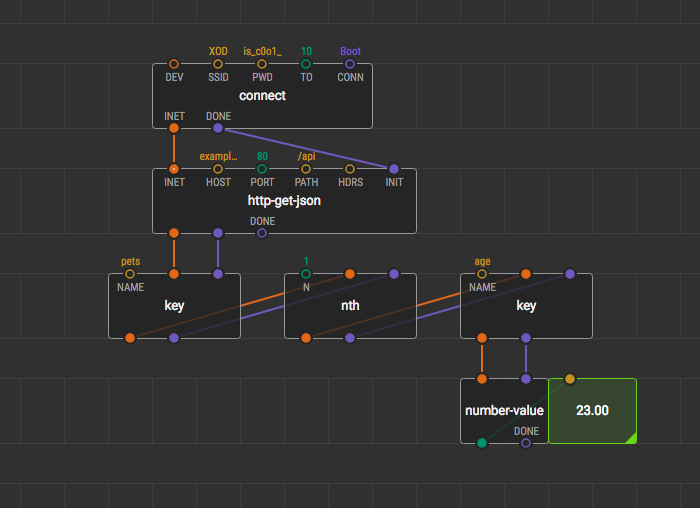 XOD is_c0o1_ 10 Boot
DEV SSID PWD TO CONN
connect
INET DONE
exampl... 80 /api
INET HOST PORT PATH HDRS INIT
http-get-json
DONE
pets 1 age
NAME N NAME
key nth key
number-value 23.00
DONE